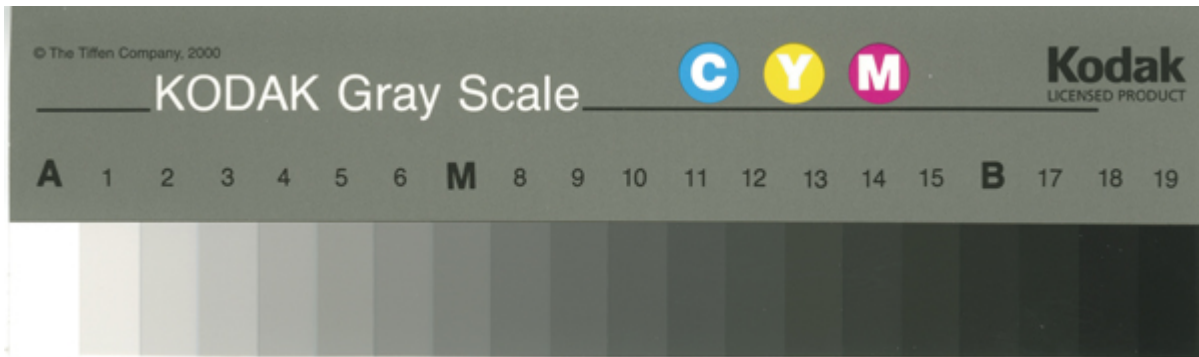 © The Tiffen Company, 2000
KODAK Gray Scale
C Y M
Kodak
LICENSED PRODUCT
A 1 2 3 4 5 6 M 8 9 10 11 12 13 14 15 B 17 18 19